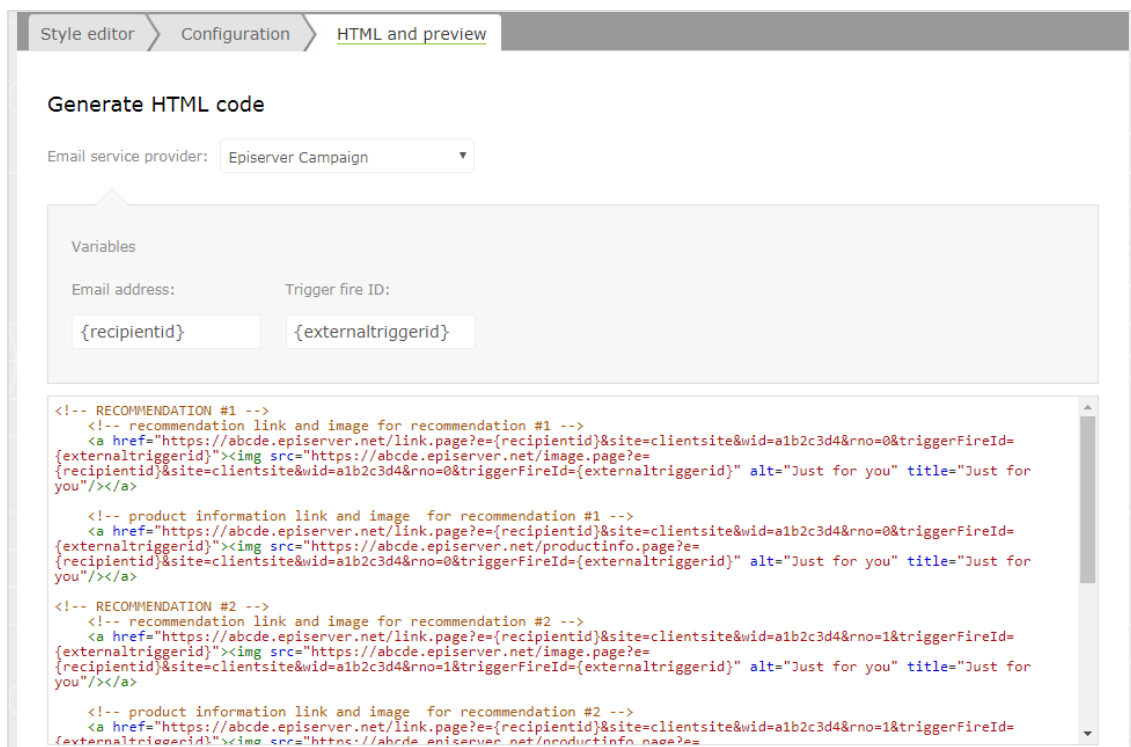 Style editor
Configuration
HTML and preview
Generate HTML code
Email service provider:
Episerver Campaign
Variables
Email address:
Trigger fire ID:
{recipientid}
{externaltriggerid}
<!-- RECOMMENDATION #1 -->
<!-- recommendation link and image for recommendation #1 -->
<a href="https://abcde.episerver.net/link.page?e={recipientid}&site=clientsite&wid=a1b2c3d4&rno=0&triggerFireId=
{externaltriggerid}"><img src="https://abcde.episerver.net/image.page?e=
{recipientid}&site=clientsite&wid=a1b2c3d4&rno=0&triggerFireId={externaltriggerid}" alt="Just for you" title="Just for
you"/></a>
<!-- product information link and image  for recommendation #1 -->
<a href="https://abcde.episerver.net/link.page?e={recipientid}&site=clientsite&wid=a1b2c3d4&rno=0&triggerFireId=
{externaltriggerid}"><img src="https://abcde.episerver.net/productinfo.page?e=
{recipientid}&site=clientsite&wid=a1b2c3d4&rno=0&triggerFireId={externaltriggerid}" alt="Just for you" title="Just for
you"/></a>
<!-- RECOMMENDATION #2 -->
<!-- recommendation link and image for recommendation #2 -->
<a href="https://abcde.episerver.net/link.page?e={recipientid}&site=clientsite&wid=a1b2c3d4&rno=1&triggerFireId=
{externaltriggerid}"><img src="https://abcde.episerver.net/image.page?e=
{recipientid}&site=clientsite&wid=a1b2c3d4&rno=1&triggerFireId={externaltriggerid}" alt="Just for you" title="Just for
you"/></a>
<!-- product information link and image  for recommendation #2 -->
<a href="https://abcde.episerver.net/link.page?e={recipientid}&site=clientsite&wid=a1b2c3d4&rno=1&triggerFireId=
{externaltriggerid}"><img src="https://abcde.episerver.net/productinfo.page?e=